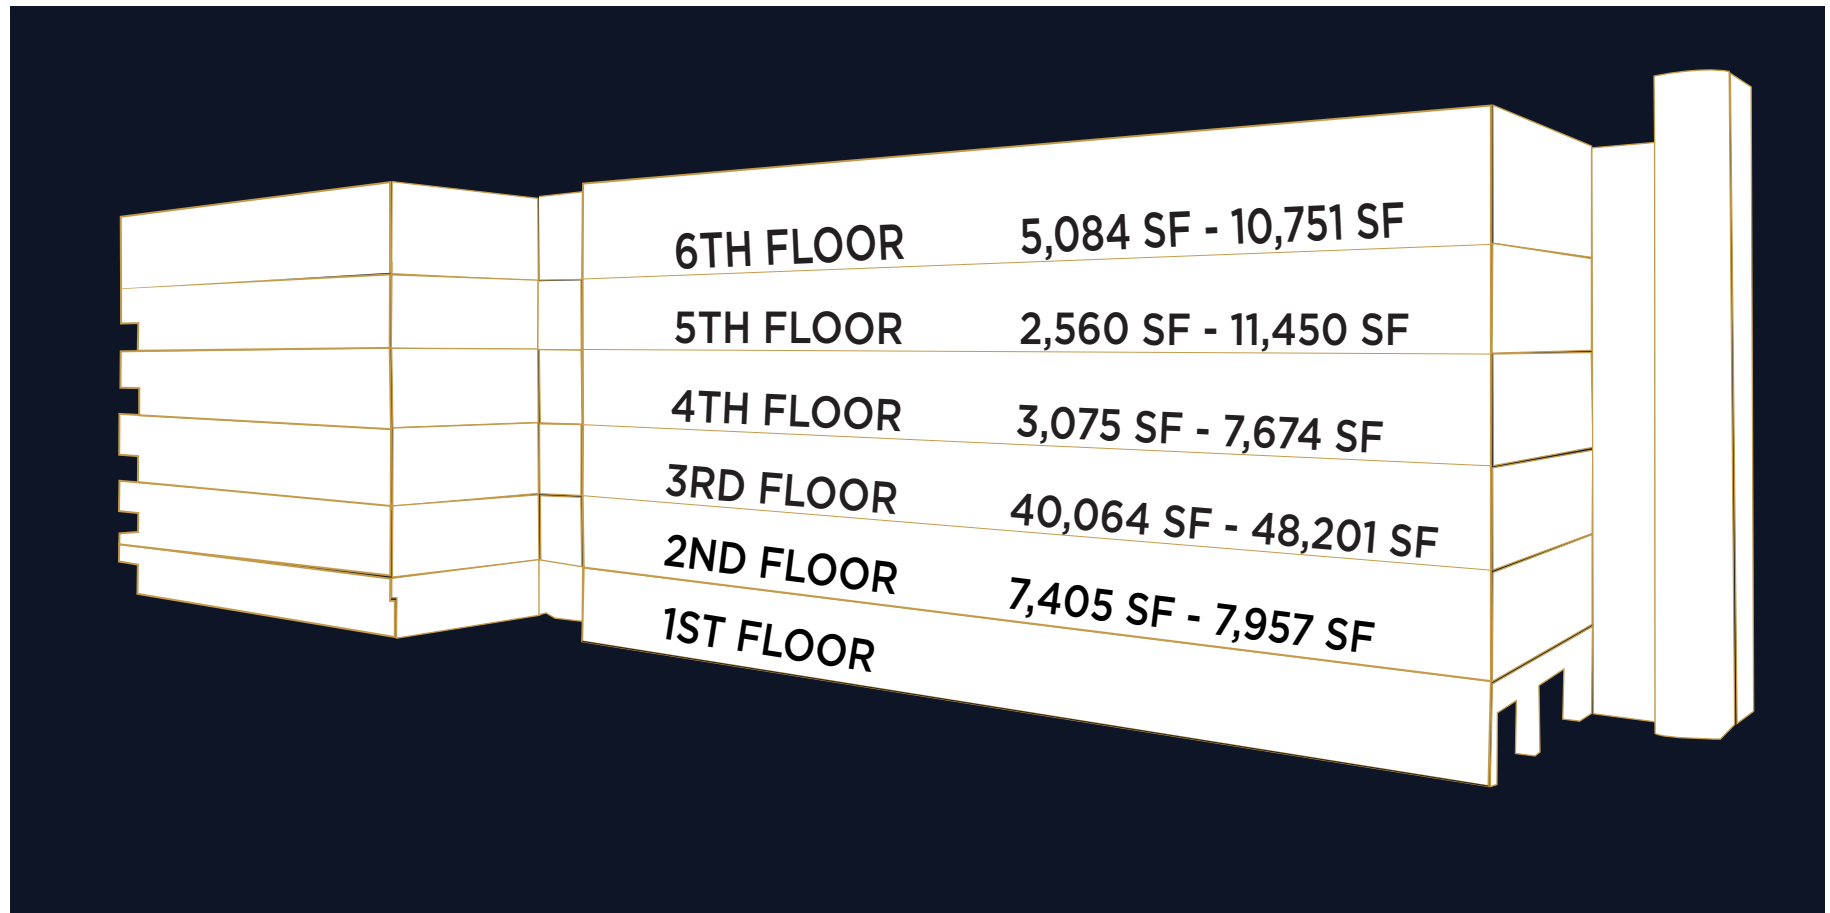 6TH FLOOR 5,084 SF - 10,751 SF
5TH FLOOR 2,560 SF - 11,450 SF
4TH FLOOR 3,075 SF - 7,674 SF
3RD FLOOR 40,064 SF - 48,201 SF
2ND FLOOR 7,405 SF - 7,957 SF
1ST FLOOR